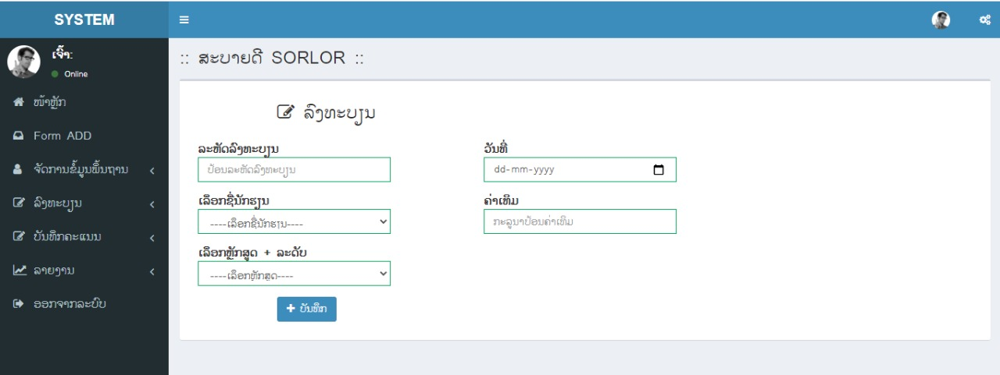 SYSTEM
ເຈົ້າ:
Online
ໜ້າຫຼັກ
Form ADD
ຈັດການຂໍ້ມູນພື້ນຖານ
ລົງທະບຽນ
ບັນທຶກຄະແນນ
ລາຍງານ
ອອກຈາກລະບົບ
:: ສະບາຍດີ SORLOR ::
ລົງທະບຽນ
ລະຫັດລົງທະບຽນ
ປ້ອນລະຫັດລົງທະບຽນ
ວັນທີ່
dd-mm-yyyy
ເລືອກຊື່ນັກຮຽນ
----ເລືອກຊື່ນັກຮຽນ----
ຄ່າເທີມ
ກະລູນາປ້ອນຄ່າເທີມ
ເລືອກຫຼັກສູດ + ລະດັບ
----ເລືອກຫຼັກສູດ----
ບັນທຶກ